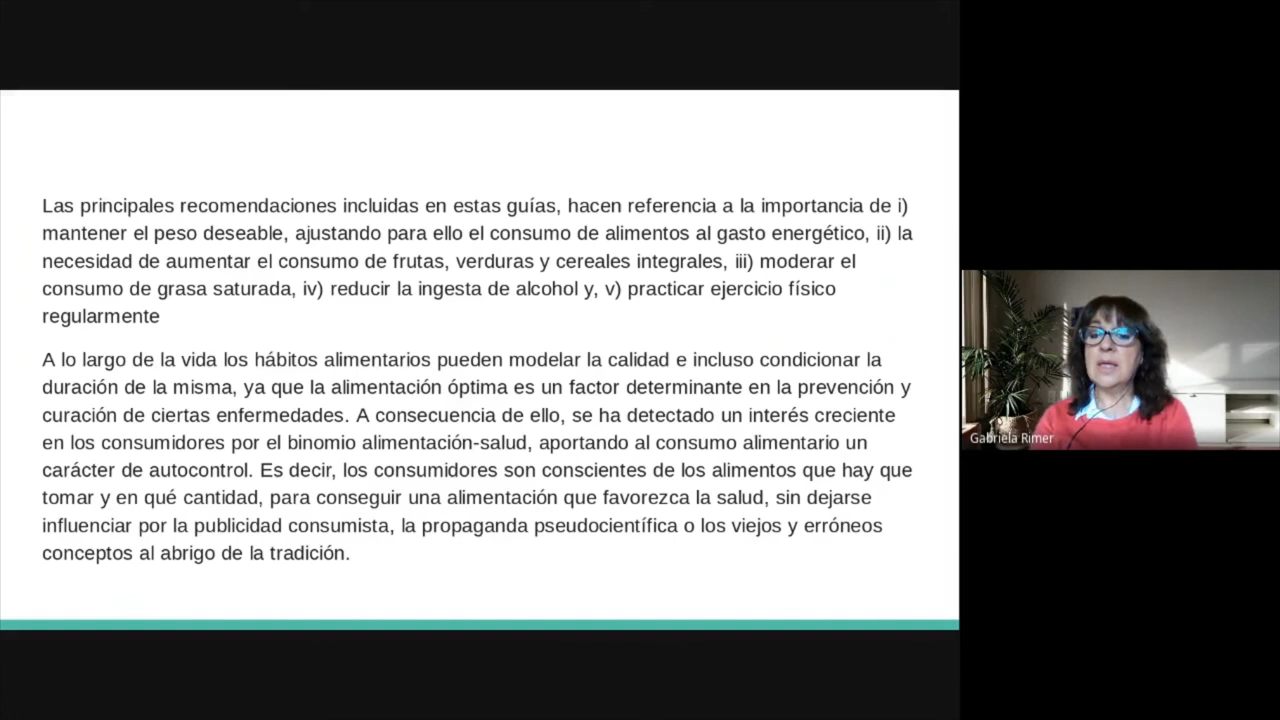 Las principales recomendaciones incluidas en estas guías, hacen referencia a la importancia de i)
mantener el peso deseable, ajustando para ello el consumo de alimentos al gasto energético, ii) la
necesidad de aumentar el consumo de frutas, verduras y cereales integrales, iii) moderar el
consumo de grasa saturada, iv) reducir la ingesta de alcohol y, v) practicar ejercicio físico
regularmente
A lo largo de la vida los hábitos alimentarios pueden modelar la calidad e incluso condicionar la
duración de la misma, ya que la alimentación óptima es un factor determinante en la prevención y
curación de ciertas enfermedades. A consecuencia de ello, se ha detectado un interés creciente
en los consumidores por el binomio alimentación-salud, aportando al consumo alimentario un
carácter de autocontrol. Es decir, los consumidores son conscientes de los alimentos que hay que
tomar y en qué cantidad, para conseguir una alimentación que favorezca la salud, sin dejarse
influenciar por la publicidad consumista, la propaganda pseudocientífica o los viejos y erróneos
conceptos al abrigo de la tradición.
Gabriela Rimer